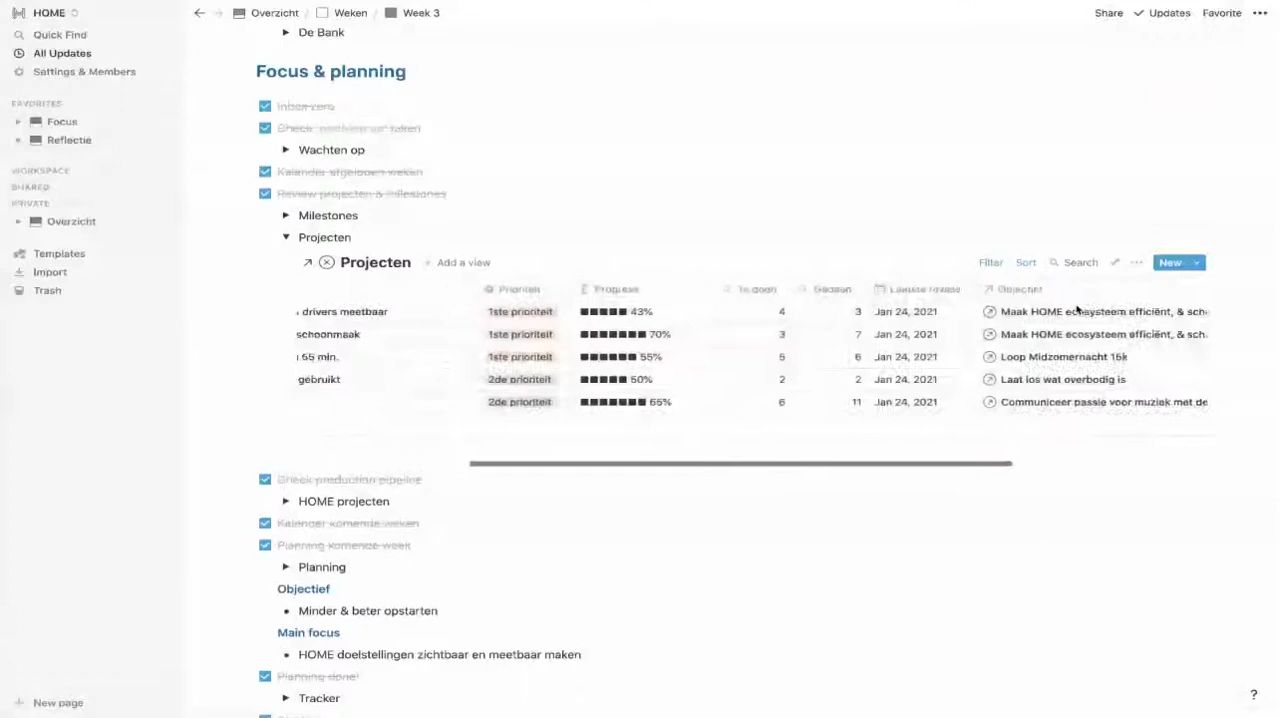 HOME
Overzicht / Weken / Week 3
Share Updates Favorite
Quick Find
All Updates
Settings & Members
FAVORITES
Focus
Reflectie
WORKSPACE
SHARED
PRIVATE
Overzicht
Templates
Import
Trash
New page
De Bank
Focus & planning
Inbox zero
Check taken
Wachten op
Kalender afgelopen weken
Review projecten & milestones
Milestones
Projecten
Projecten + Add a view Filter Sort Search New
Prioriteit Progress Te doen Gedaan Laatste review Objectief
drivers meetbaar 1ste prioriteit 43% 4 3 Jan 24, 2021 Maak HOME ecosysteem efficiënt, & sch
schoonmaak 1ste prioriteit 70% 3 7 Jan 24, 2021 Maak HOME ecosysteem efficiënt, & sch
55 min. 1ste prioriteit 55% 5 6 Jan 24, 2021 Loop Midzomernacht 15k
gebruikt 2de prioriteit 50% 2 2 Jan 24, 2021 Laat los wat overbodig is
2de prioriteit 65% 6 11 Jan 24, 2021 Communiceer passie voor muziek met de
Check production pipeline
HOME projecten
Kalender komende weken
Planning komende week
Planning
Objectief
Minder & beter opstarten
Main focus
HOME doelstellingen zichtbaar en meetbaar maken
Planning done!
Tracker
?